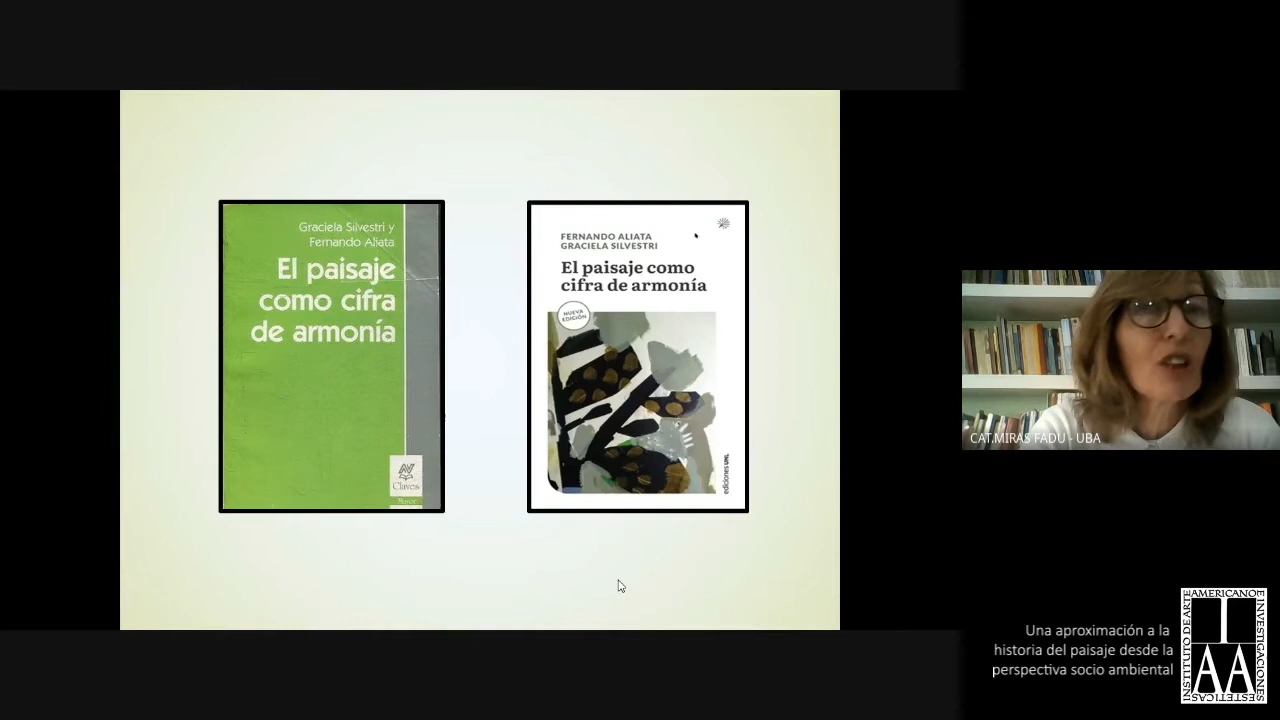 Graciela Silvestri y
Fernando Aliata
El paisaje
como cifra
de armonía
Claves
Mayor
FERNANDO ALIATA
GRACIELA SILVESTRI
El paisaje como
cifra de armonía
NUEVA
EDICIÓN
ediciones UNL
CAT.MIRAS FADU - UBA
Una aproximación a la
historia del paisaje desde la
perspectiva socio ambiental
INSTITUTO DE ARTE
AMERICANO
E INVESTIGACIONES
ESTETICAS
IAA